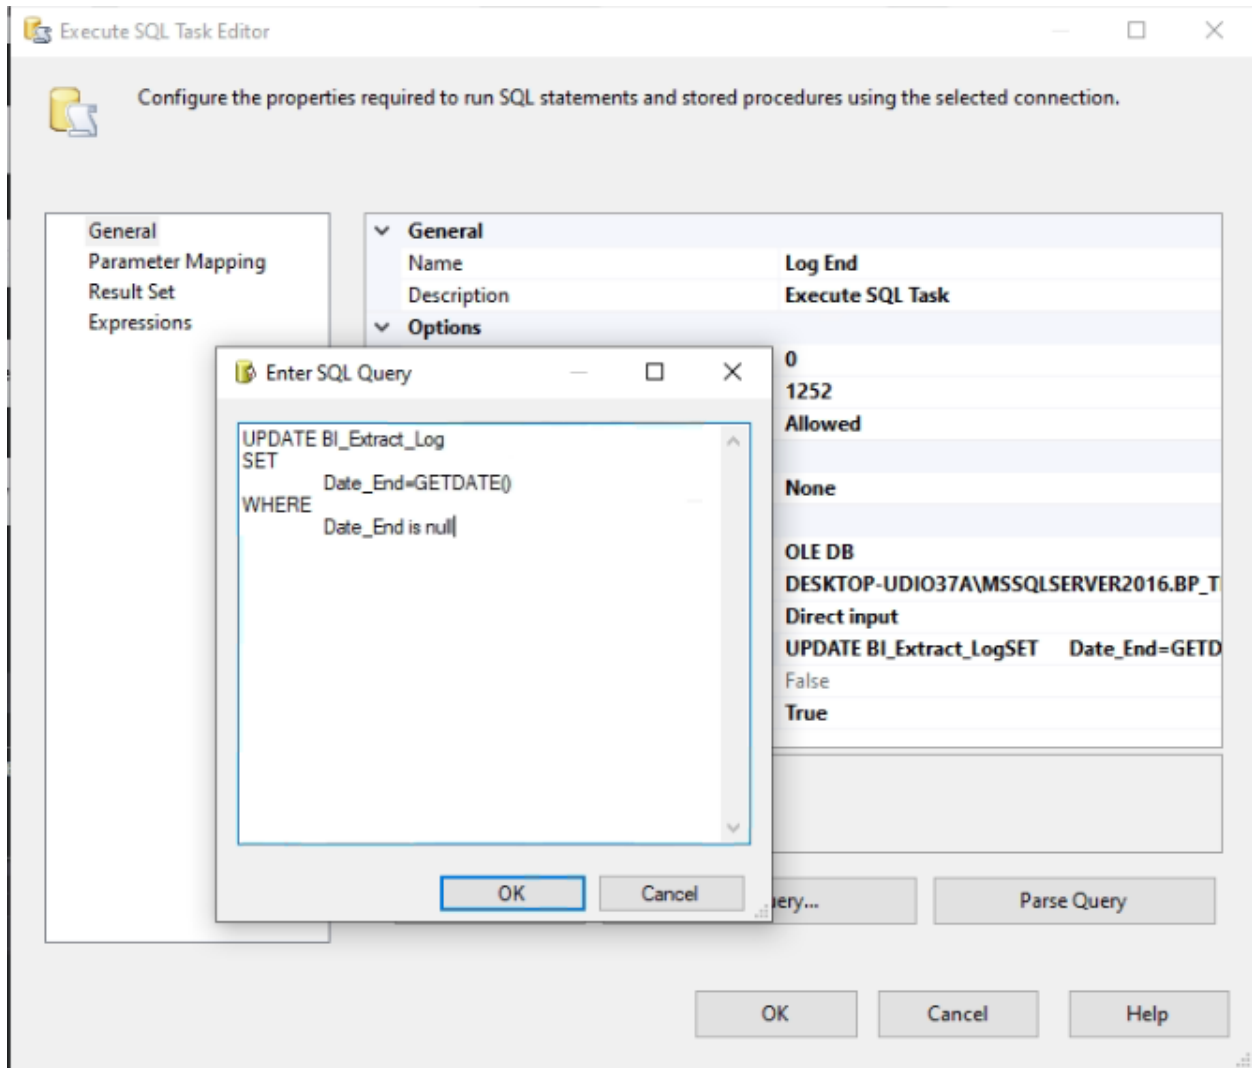 Execute SQL Task Editor
Configure the properties required to run SQL statements and stored procedures using the selected connection.
General
Parameter Mapping
Result Set
Expressions
General
Name Log End
Description Execute SQL Task
Options
0
1252
Allowed
None
OLE DB
DESKTOP-UDIO37A\MSSQLSERVER2016.BP_T
Direct input
UPDATE BI_Extract_LogSET Date_End=GETD
False
True
Enter SQL Query
UPDATE BI_Extract_Log
SET
Date_End=GETDATE()
WHERE
Date_End is null
OK Cancel
Parse Query
OK Cancel Help